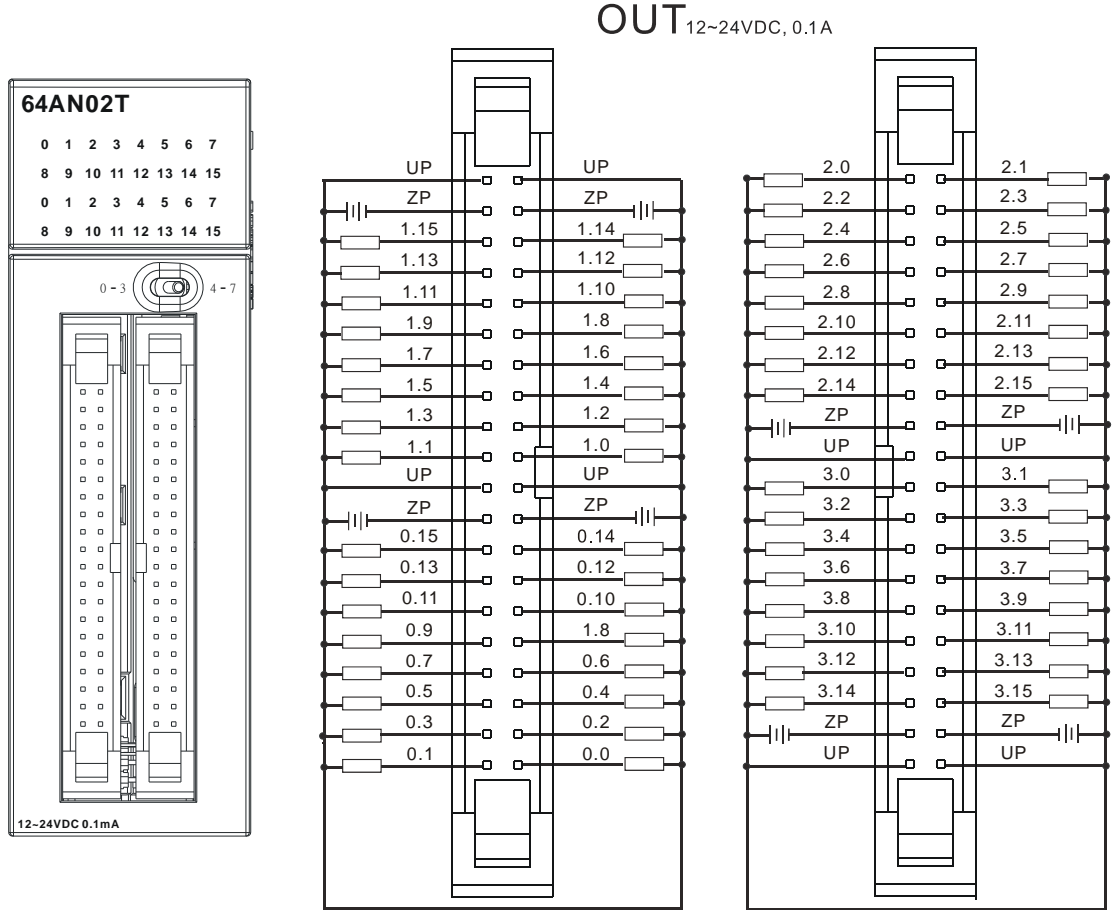 OUT 12~24VDC, 0.1A
64AN02T
0 1 2 3 4 5 6 7
8 9 10 11 12 13 14 15
0 1 2 3 4 5 6 7
8 9 10 11 12 13 14 15
0-3 4-7
12~24VDC 0.1mA
UP UP
ZP ZP
1.15 1.14
1.13 1.12
1.11 1.10
1.9 1.8
1.7 1.6
1.5 1.4
1.3 1.2
1.1 1.0
UP UP
ZP ZP
0.15 0.14
0.13 0.12
0.11 0.10
0.9 1.8
0.7 0.6
0.5 0.4
0.3 0.2
0.1 0.0
2.0 2.1
2.2 2.3
2.4 2.5
2.6 2.7
2.8 2.9
2.10 2.11
2.12 2.13
2.14 2.15
ZP ZP
UP UP
3.0 3.1
3.2 3.3
3.4 3.5
3.6 3.7
3.8 3.9
3.10 3.11
3.12 3.13
3.14 3.15
ZP ZP
UP UP